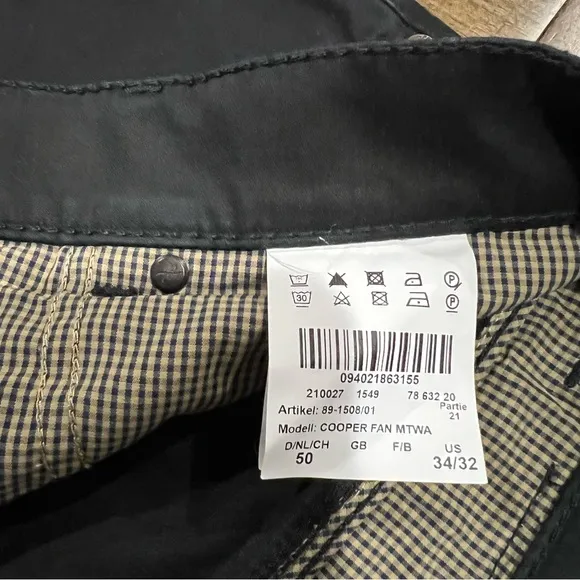 30
P
P
094021863155
210027 1549 78 632 20
Artikel: 89-1508/01 Partie
21
Modell: COOPER FAN MTWA
D/NL/CH GB F/B US
50 34/32